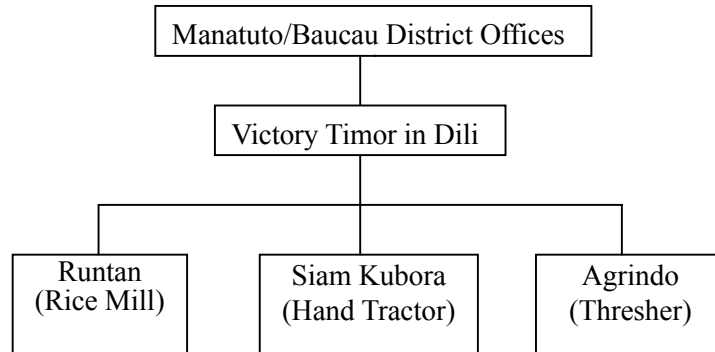 Manatuto/Baucau District Offices
Victory Timor in Dili
Runtan
(Rice Mill)
Siam Kubora
(Hand Tractor)
Agrindo
(Thresher)